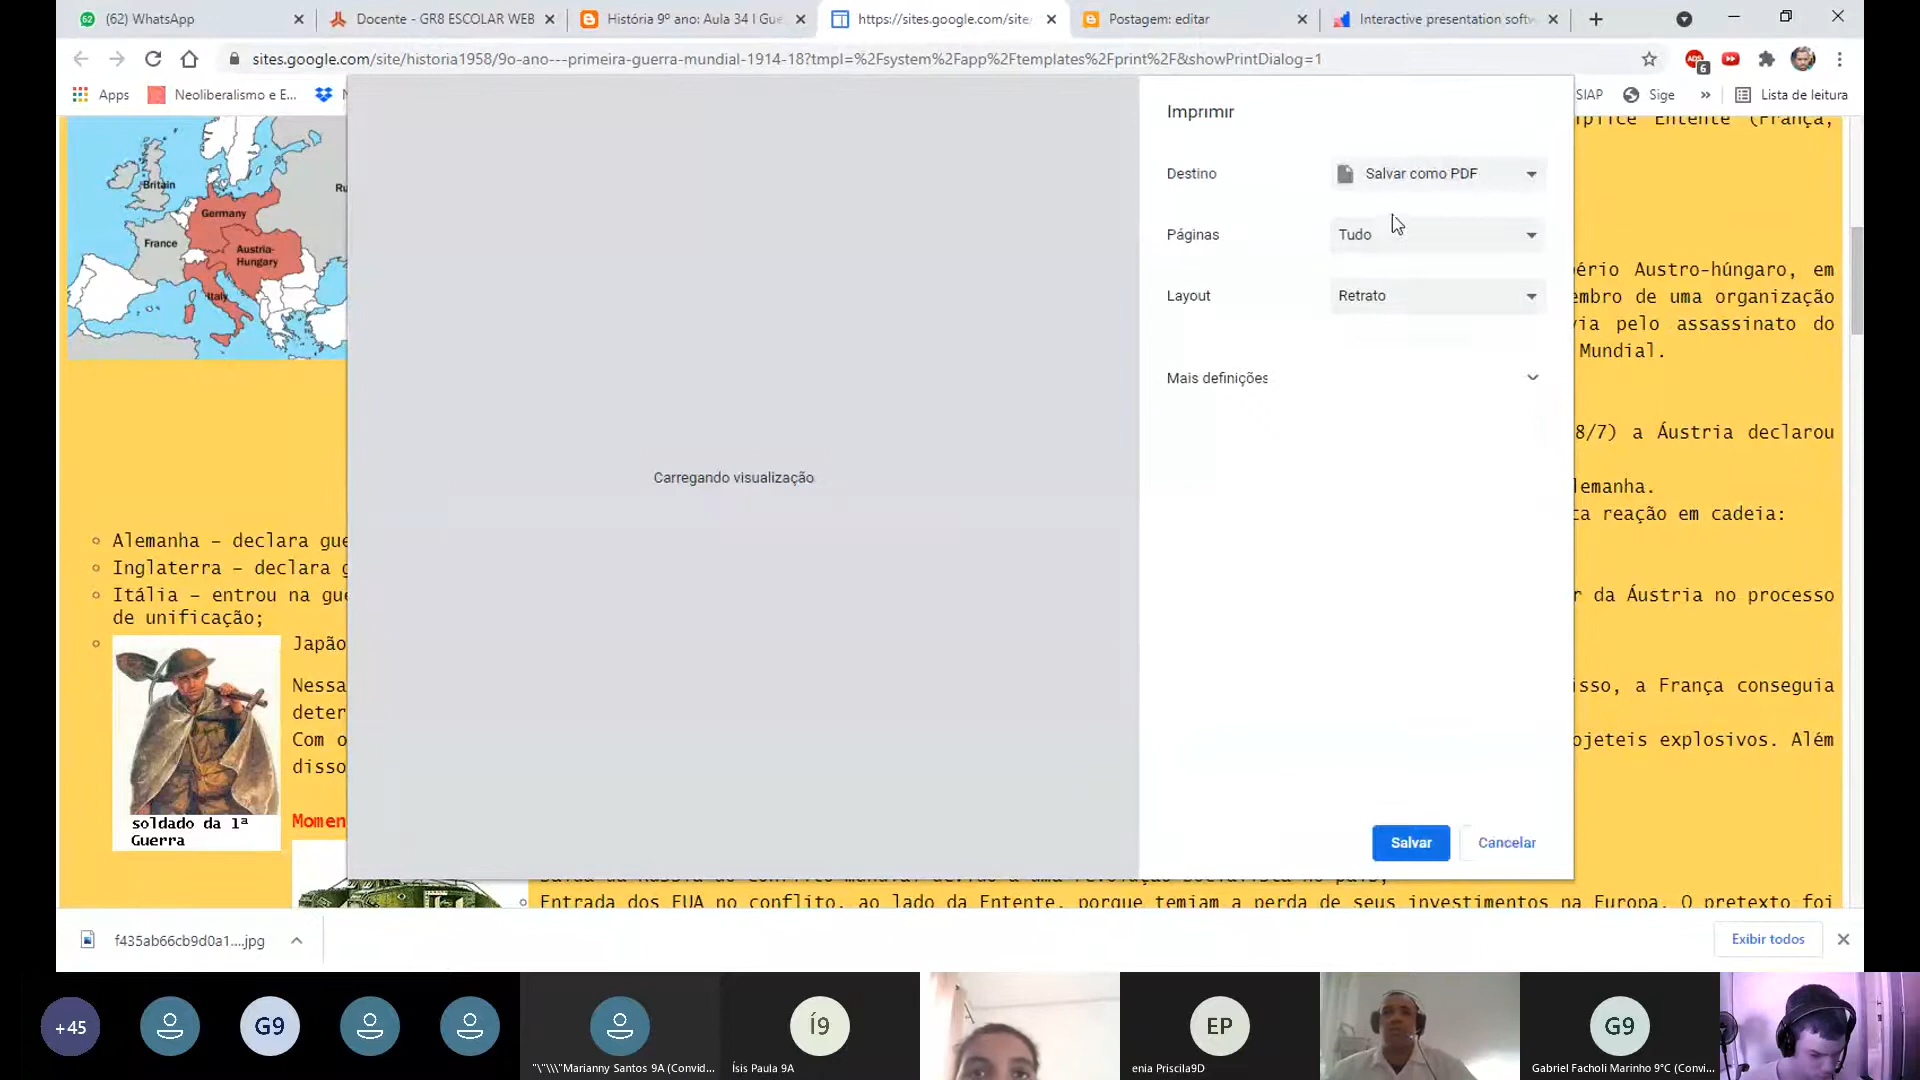 (62) WhatsApp
Docente - GR8 ESCOLAR WEB
História 9º ano: Aula 34 I Gue
https://sites.google.com/site/
Postagem: editar
Interactive presentation softw
sites.google.com/site/historia1958/9o-ano---primeira-guerra-mundial-1914-18?tmpl=%2Fsystem%2Fapp%2Ftemplates%2Fprint%2F&showPrintDialog=1
6
Apps
Neoliberalismo e E...
SIAP
Sige
»
Lista de leitura
Entente (França,
Britain
Ru
Germany
France
Austria-
Hungary
Italy
Imprimir
Destino
Salvar como PDF
Páginas
Tudo
Layout
Retrato
Mais definições
Carregando visualização
Salvar
Cancelar
ério Austro-húngaro, em
embro de uma organização
via pelo assassinato do
Mundial.
8/7) a Áustria declarou
lemanha.
ta reação em cadeia:
Alemanha – declara gue
Inglaterra – declara g
Itália – entrou na gue
r da Áustria no processo
de unificação;
Japão
Nessa
isso, a França conseguia
deter
Com o
ojeteis explosivos. Além
disso
soldado da 1ª
Guerra
Momen
Entrada dos EUA no conflito, ao lado da Entente, porque temiam a perda de seus investimentos na Europa. O pretexto foi
f435ab66cb9d0a1....jpg
Exibir todos
+45
G9
Í9
EP
G9
"\"\\\"Marianny Santos 9A (Convid...
Ísis Paula 9A
enia Priscila9D
Gabriel Facholi Marinho 9°C (Convi...